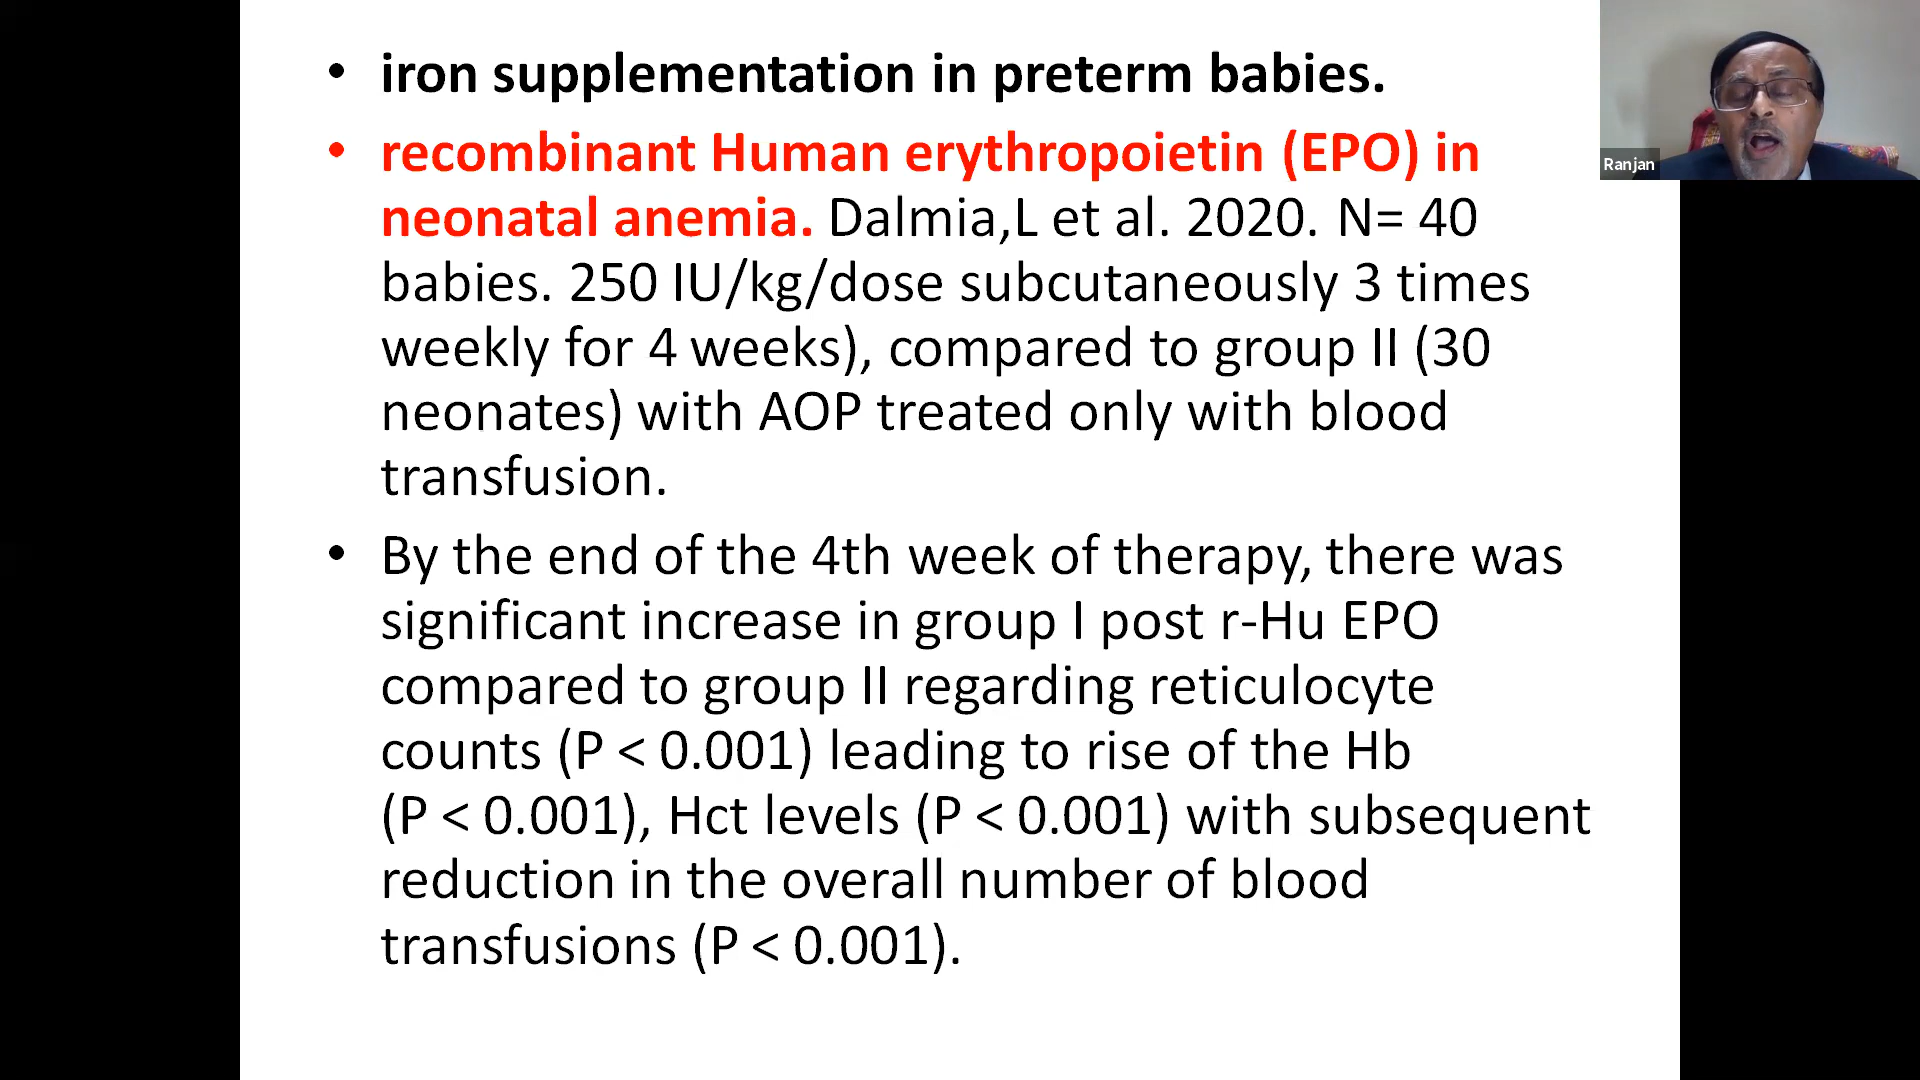 • iron supplementation in preterm babies.
• recombinant Human erythropoietin (EPO) in
neonatal anemia. Dalmia,L et al. 2020. N= 40
babies. 250 IU/kg/dose subcutaneously 3 times
weekly for 4 weeks), compared to group II (30
neonates) with AOP treated only with blood
transfusion.
• By the end of the 4th week of therapy, there was
significant increase in group I post r-Hu EPO
compared to group II regarding reticulocyte
counts (P < 0.001) leading to rise of the Hb
(P < 0.001), Hct levels (P < 0.001) with subsequent
reduction in the overall number of blood
transfusions (P < 0.001).
Ranjan